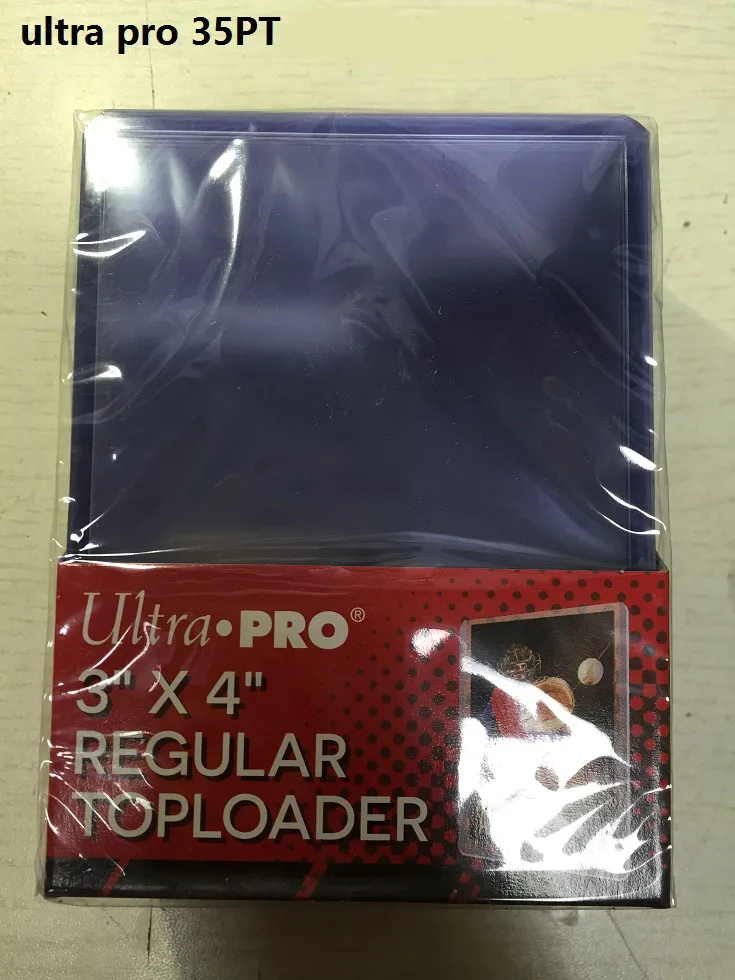 ultra pro 35PT
Ultra•PRO®
3" X 4"
REGULAR
TOPLOADER